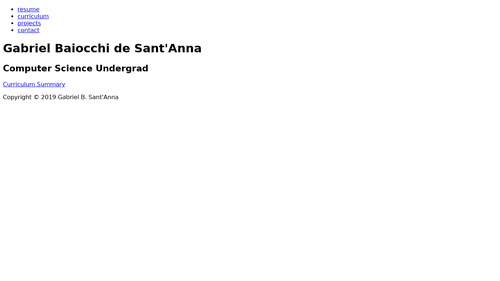 resume
curriculum
projects
contact
Gabriel Baiocchi de Sant'Anna
Computer Science Undergrad
Curriculum Summary
Copyright © 2019 Gabriel B. Sant'Anna